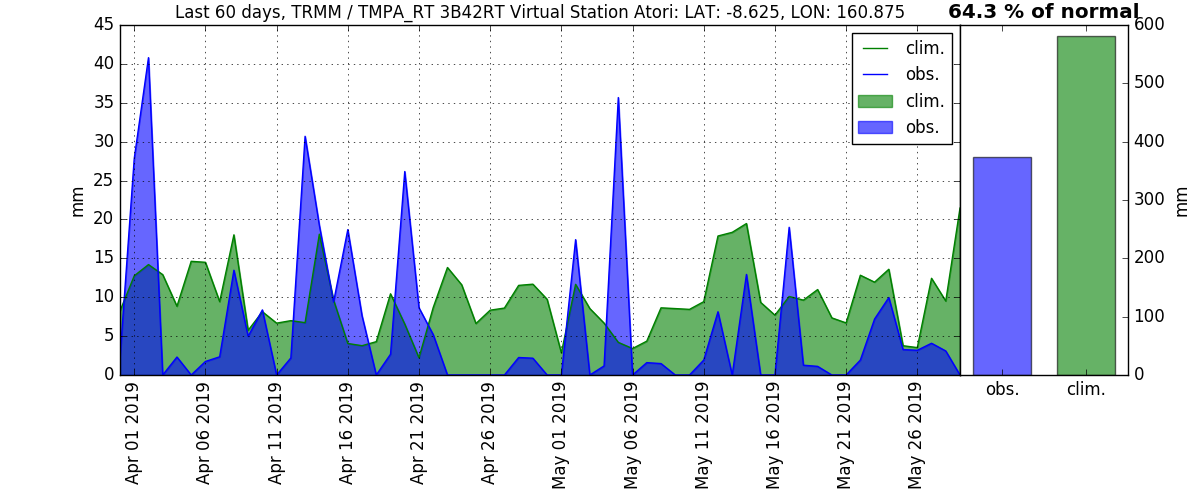 Last 60 days, TRMM / TMPA_RT 3B42RT Virtual Station Atori: LAT: -8.625, LON: 160.875
64.3 % of normal
45
40
35
30
25
20
15
10
5
0
mm
clim.
obs.
clim.
obs.
600
500
400
300
200
100
0
mm
Apr 01 2019
Apr 06 2019
Apr 11 2019
Apr 16 2019
Apr 21 2019
Apr 26 2019
May 01 2019
May 06 2019
May 11 2019
May 16 2019
May 21 2019
May 26 2019
obs.
clim.